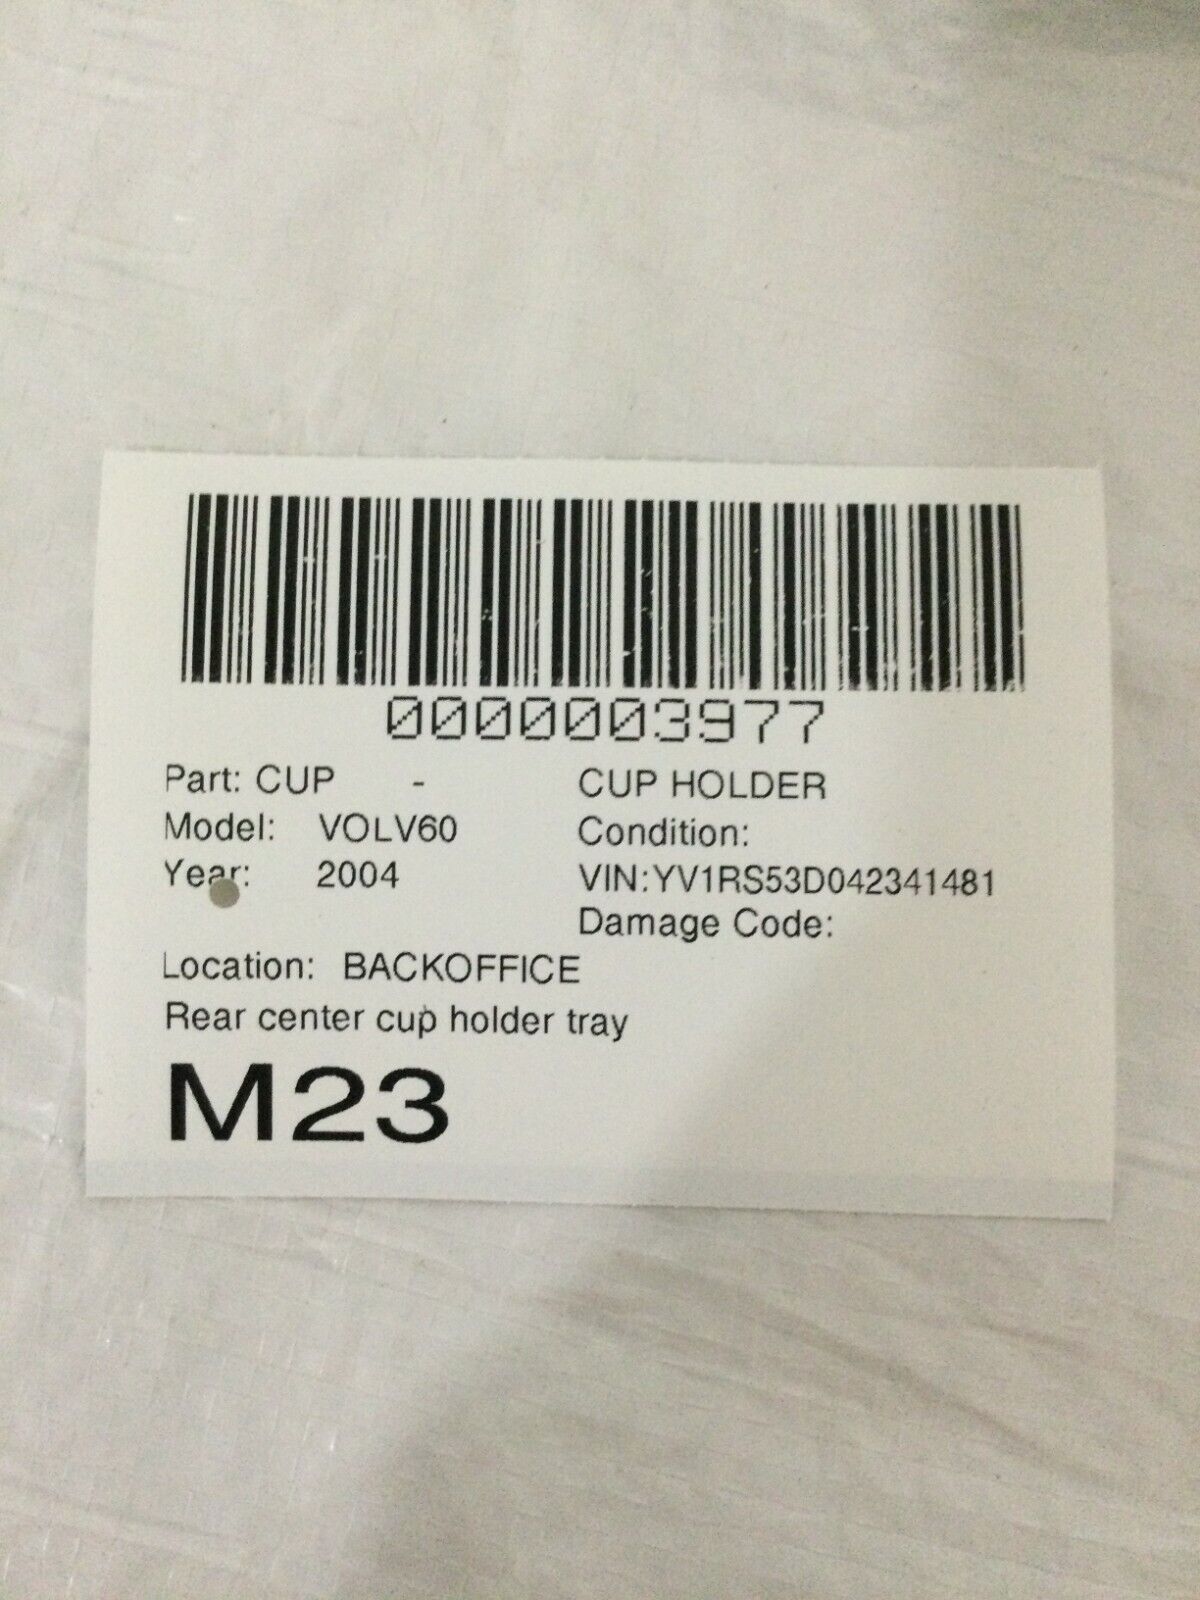 0000003977
Part: CUP - CUP HOLDER
Model: VOLV60 Condition:
Year: 2004 VIN:YV1RS53D042341481
Damage Code:
Location: BACKOFFICE
Rear center cup holder tray
M23